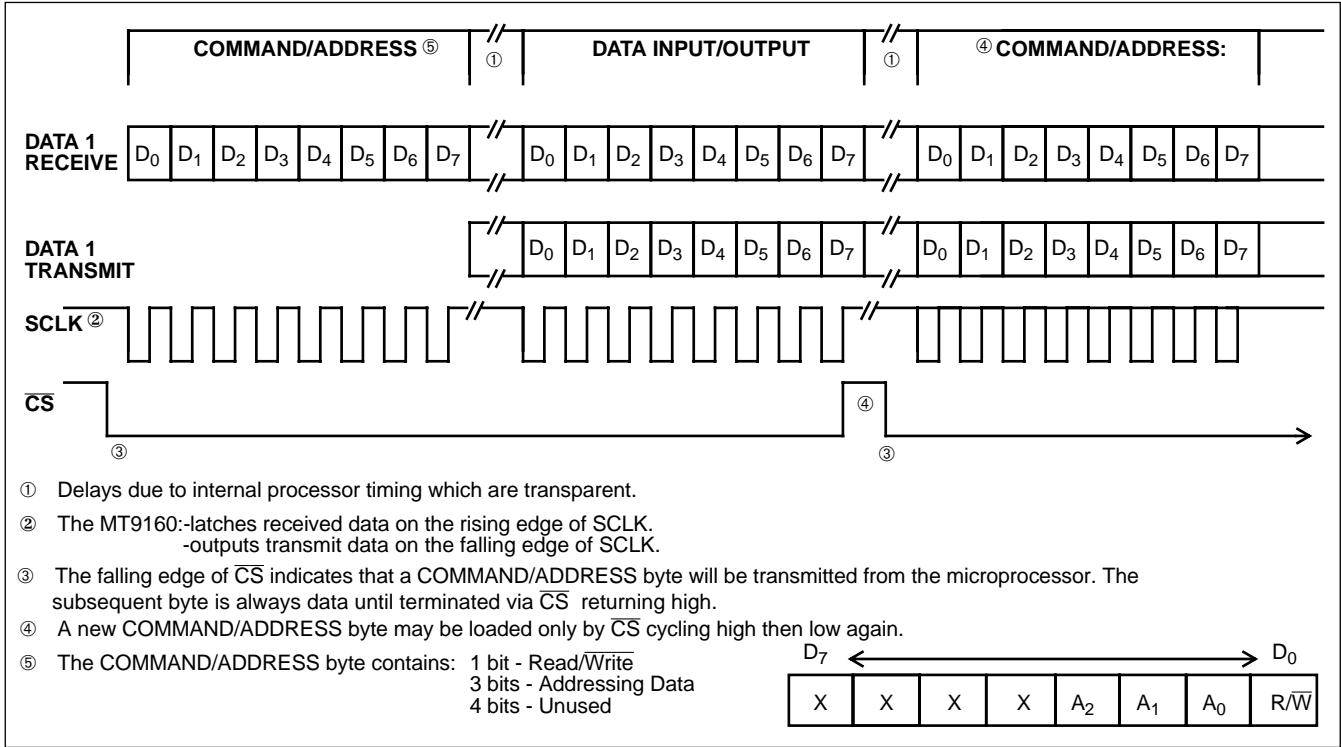 COMMAND/ADDRESS ⑤ ① DATA INPUT/OUTPUT ① ④ COMMAND/ADDRESS:
DATA 1 RECEIVE
D0 D1 D2 D3 D4 D5 D6 D7 D0 D1 D2 D3 D4 D5 D6 D7 D0 D1 D2 D3 D4 D5 D6 D7
DATA 1 TRANSMIT
D0 D1 D2 D3 D4 D5 D6 D7 D0 D1 D2 D3 D4 D5 D6 D7
SCLK ②
C̅S̅ ④
③ ③
① Delays due to internal processor timing which are transparent.
② The MT9160:-latches received data on the rising edge of SCLK.
-outputs transmit data on the falling edge of SCLK.
③ The falling edge of C̅S̅ indicates that a COMMAND/ADDRESS byte will be transmitted from the microprocessor. The
subsequent byte is always data until terminated via C̅S̅ returning high.
④ A new COMMAND/ADDRESS byte may be loaded only by C̅S̅ cycling high then low again.
⑤ The COMMAND/ADDRESS byte contains: 1 bit - Read/W̅r̅i̅t̅e̅
3 bits - Addressing Data
4 bits - Unused
D7 D0
X X X X A2 A1 A0 R/W̅